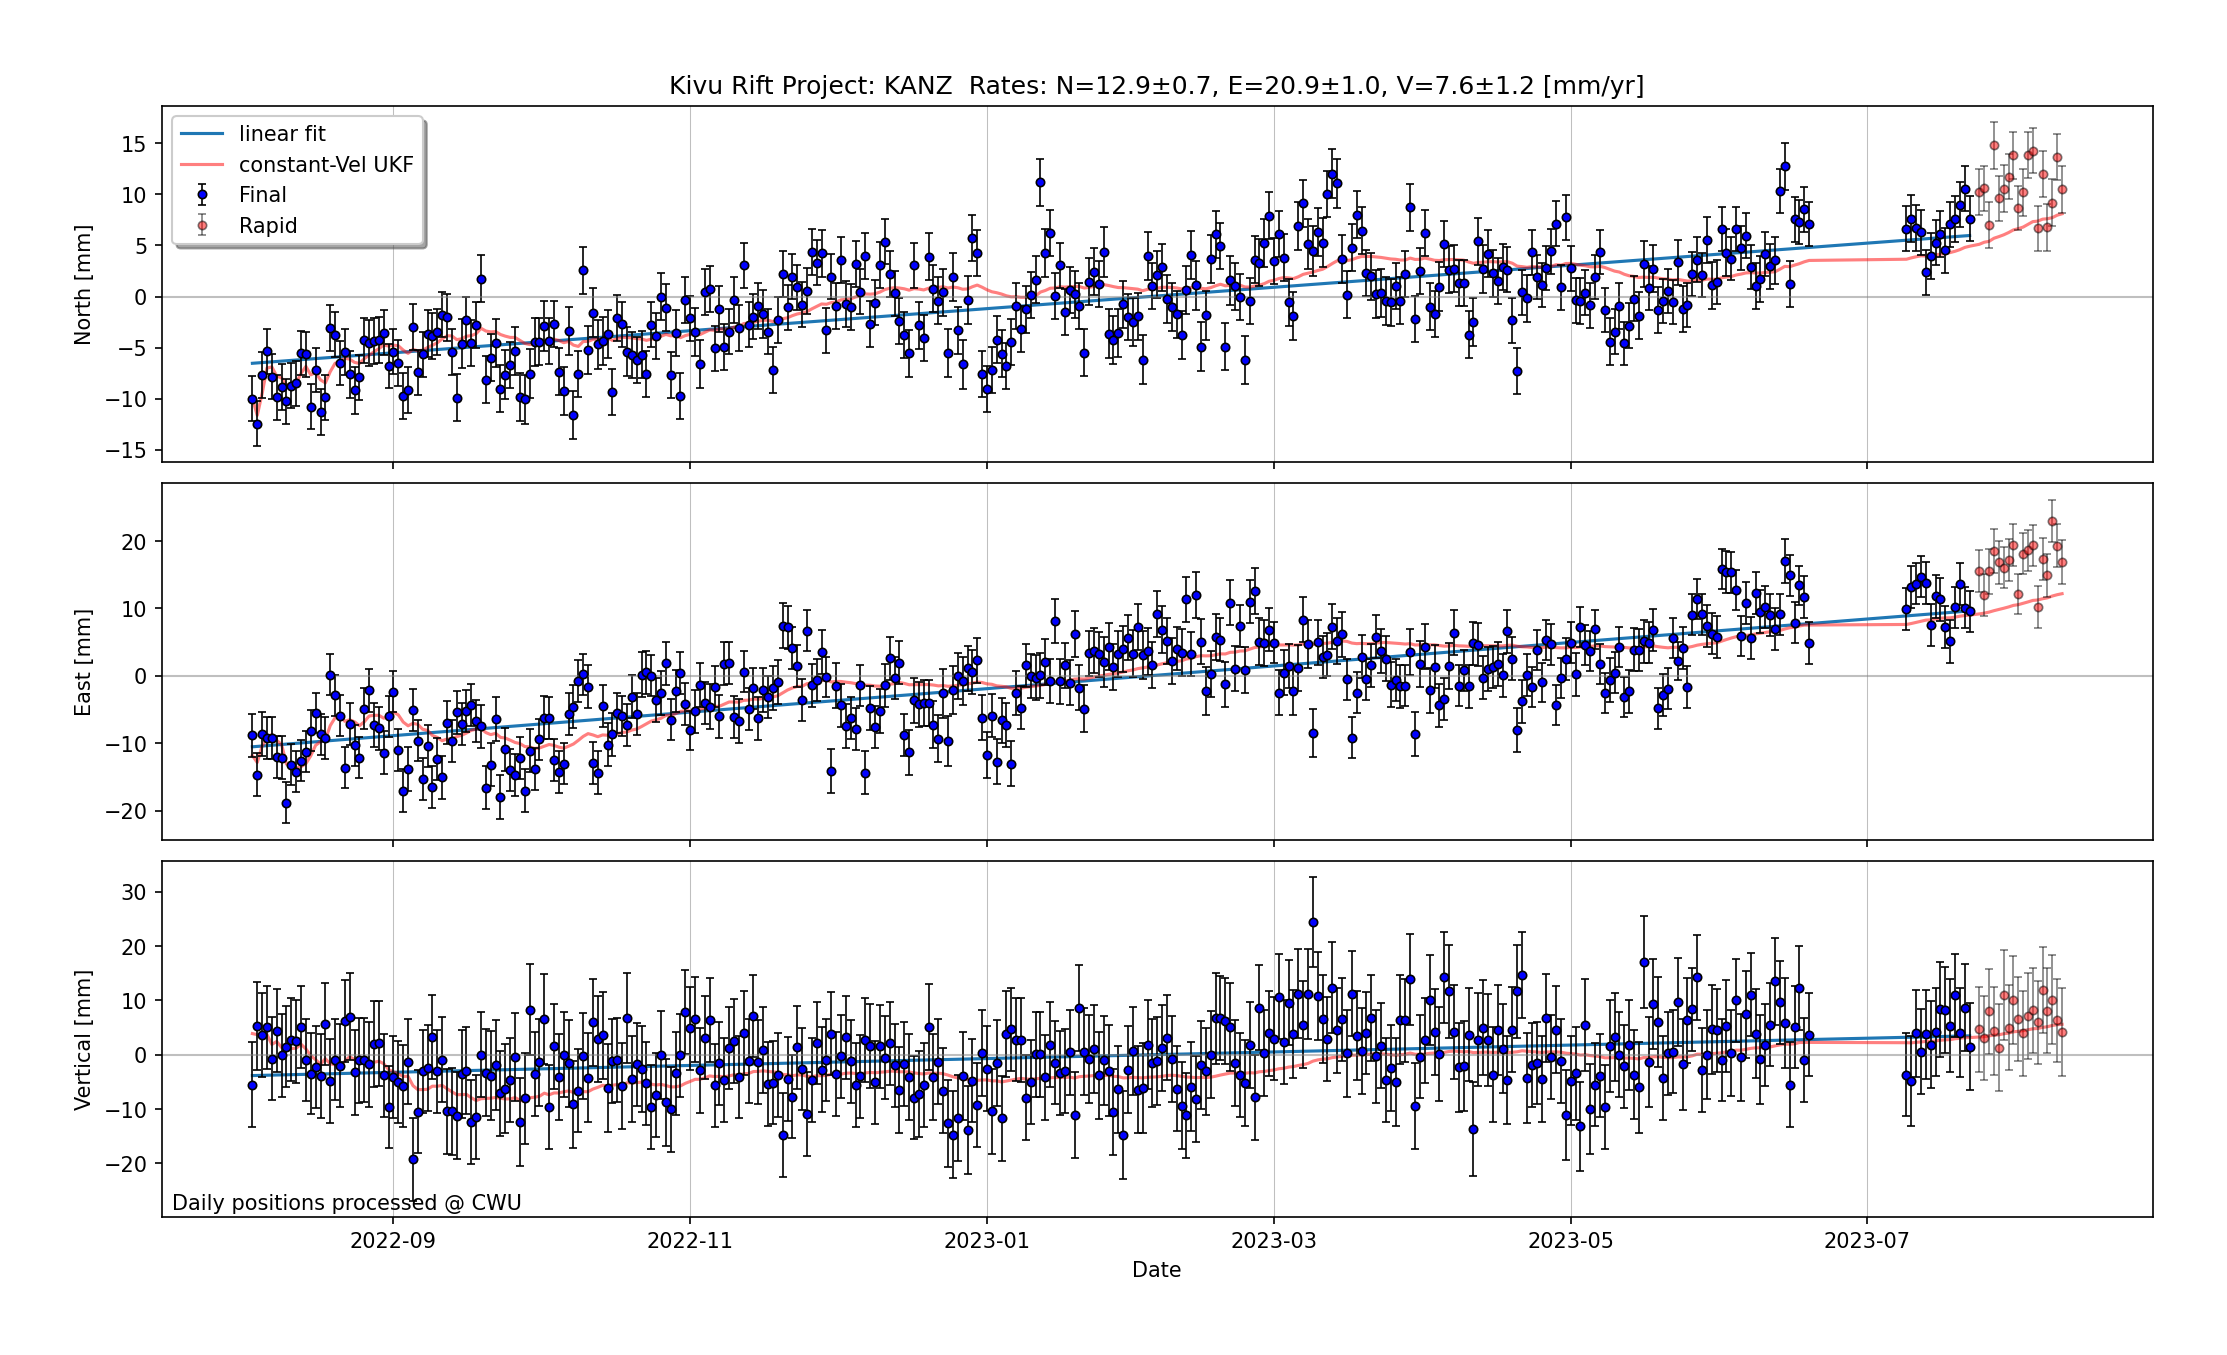 Kivu Rift Project: KANZ  Rates: N=12.9±0.7, E=20.9±1.0, V=7.6±1.2 [mm/yr]
linear fit
constant-Vel UKF
Final
Rapid
North [mm]
15
10
5
0
−5
−10
−15
East [mm]
20
10
0
−10
−20
Vertical [mm]
30
20
10
0
−10
−20
Daily positions processed @ CWU
2022-09 2022-11 2023-01 2023-03 2023-05 2023-07
Date